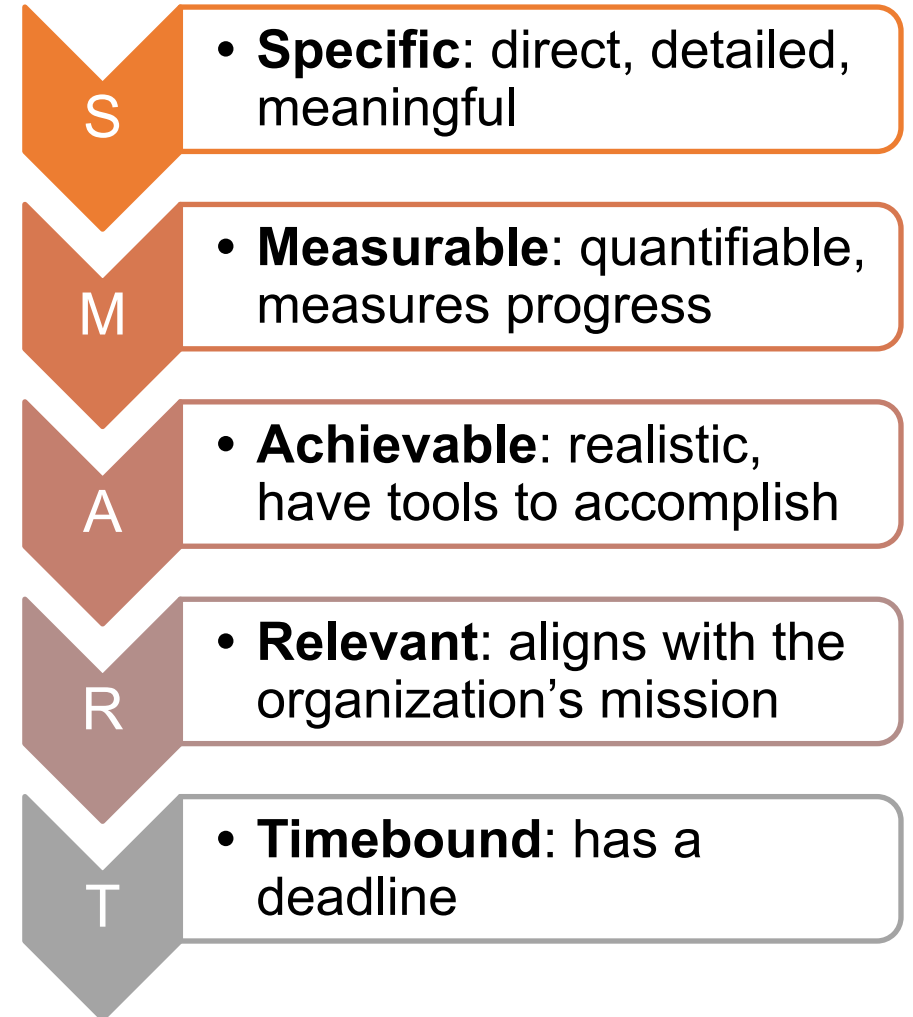 S
• Specific: direct, detailed,
meaningful
M
• Measurable: quantifiable,
measures progress
A
• Achievable: realistic,
have tools to accomplish
R
• Relevant: aligns with the
organization’s mission
T
• Timebound: has a
deadline